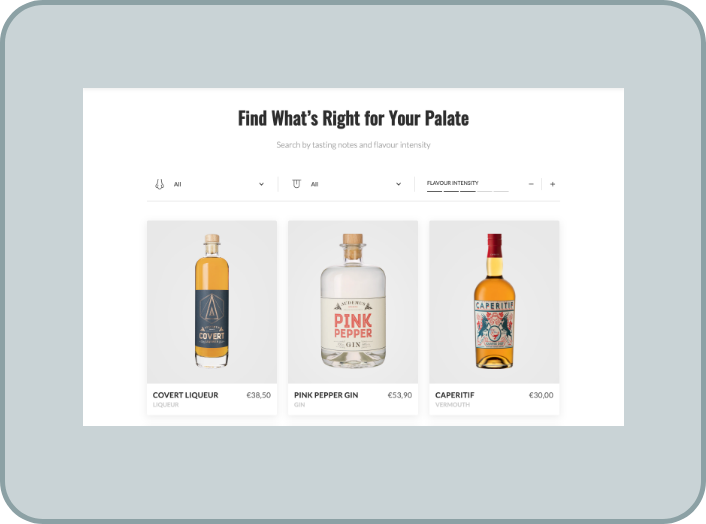 Find What's Right for Your Palate
Search by tasting notes and flavour intensity
All
All
FLAVOUR INTENSITY
COVERT
AUDEMUS
PINK
PEPPER
GIN
CAPERITIF
COVERT LIQUEUR €38,50
LIQUEUR
PINK PEPPER GIN €53,90
GIN
CAPERITIF €30,00
VERMOUTH